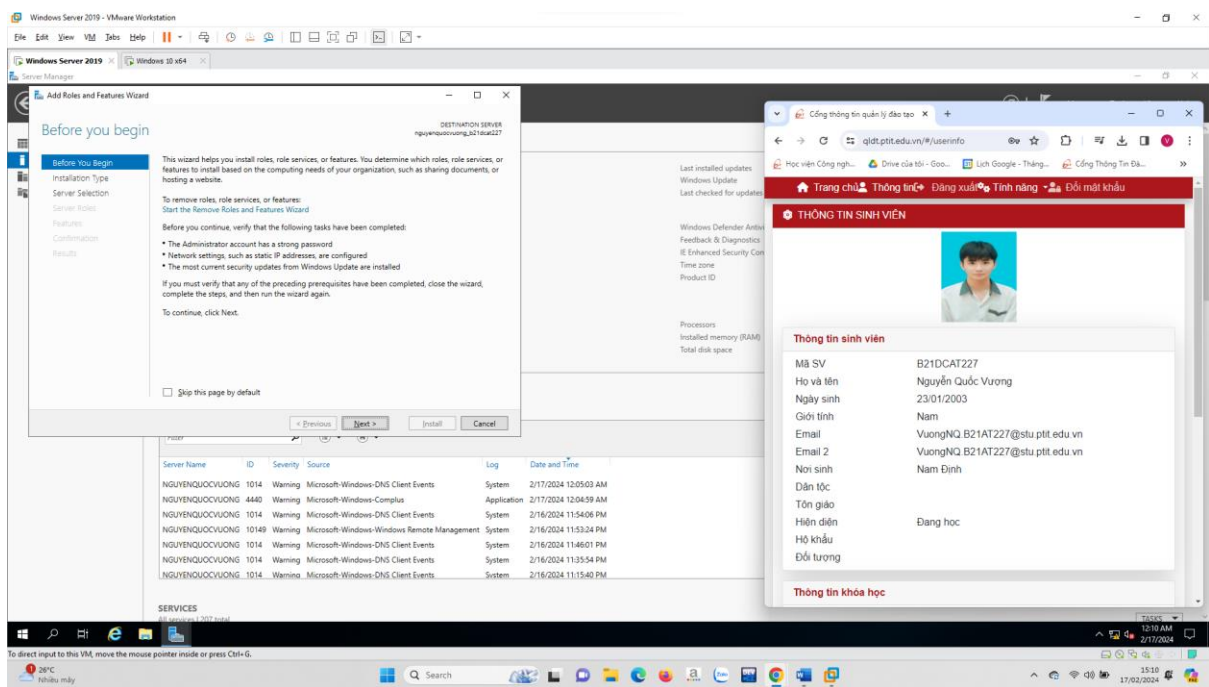 Windows Server 2019 - VMware Workstation
File Edit View VM Tabs Help
Windows Server 2019 Windows 10 x64
Server Manager
Add Roles and Features Wizard
Before you begin
DESTINATION SERVER
nguyenquocvuong_b21dcat227
Before You Begin
Installation Type
Server Selection
Server Roles
Features
Confirmation
Results
This wizard helps you install roles, role services, or features. You determine which roles, role services, or
features to install based on the computing needs of your organization, such as sharing documents, or
hosting a website.
To remove roles, role services, or features:
Start the Remove Roles and Features Wizard
Before you continue, verify that the following tasks have been completed:
• The Administrator account has a strong password
• Network settings, such as static IP addresses, are configured
• The most current security updates from Windows Update are installed
If you must verify that any of the preceding prerequisites have been completed, close the wizard,
complete the steps, and then run the wizard again.
To continue, click Next.
Skip this page by default
< Previous Next > Install Cancel
Last installed updates
Windows Update
Last checked for updates
Windows Defender Antiv
Feedback & Diagnostics
IE Enhanced Security Con
Time zone
Product ID
Processors
Installed memory (RAM)
Total disk space
Filter
Server Name ID Severity Source Log Date and Time
NGUYENQUOCVUONG 1014 Warning Microsoft-Windows-DNS Client Events System 2/17/2024 12:05:03 AM
NGUYENQUOCVUONG 4440 Warning Microsoft-Windows-Complus Application 2/17/2024 12:04:59 AM
NGUYENQUOCVUONG 1014 Warning Microsoft-Windows-DNS Client Events System 2/16/2024 11:54:06 PM
NGUYENQUOCVUONG 10149 Warning Microsoft-Windows-Windows Remote Management System 2/16/2024 11:53:24 PM
NGUYENQUOCVUONG 1014 Warning Microsoft-Windows-DNS Client Events System 2/16/2024 11:46:01 PM
NGUYENQUOCVUONG 1014 Warning Microsoft-Windows-DNS Client Events System 2/16/2024 11:35:54 PM
NGUYENQUOCVUONG 1014 Warning Microsoft-Windows-DNS Client Events System 2/16/2024 11:15:40 PM
SERVICES
All services | 207 total
TASKS
Cổng thông tin quản lý đào tạo
qldt.ptit.edu.vn/#/userinfo
V
Học viện Công ngh... Drive của tôi - Goo... Lịch Google - Tháng... Cổng Thông Tin Đà...
Trang chủ Thông tin Đăng xuất Tính năng Đổi mật khẩu
THÔNG TIN SINH VIÊN
Thông tin sinh viên
Mã SV B21DCAT227
Họ và tên Nguyễn Quốc Vượng
Ngày sinh 23/01/2003
Giới tính Nam
Email VuongNQ.B21AT227@stu.ptit.edu.vn
Email 2 VuongNQ.B21AT227@stu.ptit.edu.vn
Nơi sinh Nam Định
Dân tộc
Tôn giáo
Hiện diện Đang học
Hộ khẩu
Đối tượng
Thông tin khóa học
12:10 AM
2/17/2024
To direct input to this VM, move the mouse pointer inside or press Ctrl+G.
26°C
Nhiều mây
Search
15:10
17/02/2024